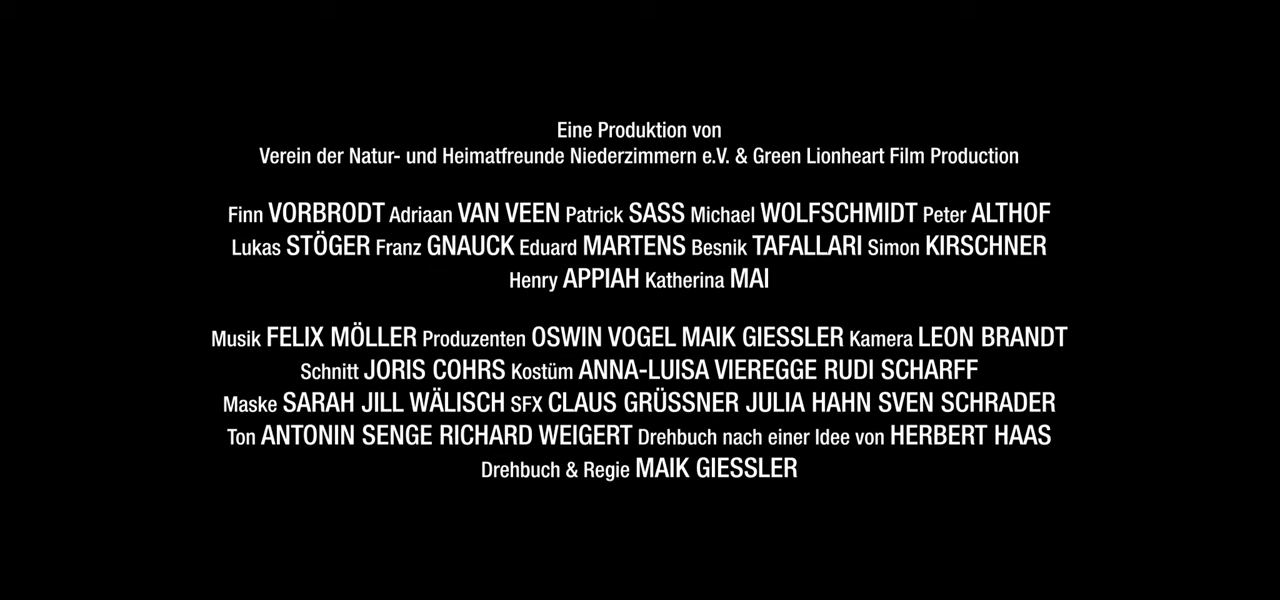 Eine Produktion von
Verein der Natur- und Heimatfreunde Niederzimmern e.V. & Green Lionheart Film Production
Finn VORBRODT Adriaan VAN VEEN Patrick SASS Michael WOLFSCHMIDT Peter ALTHOF
Lukas STÖGER Franz GNAUCK Eduard MARTENS Besnik TAFALLARI Simon KIRSCHNER
Henry APPIAH Katherina MAI
Musik FELIX MÖLLER Produzenten OSWIN VOGEL MAIK GIESSLER Kamera LEON BRANDT
Schnitt JORIS COHRS Kostüm ANNA-LUISA VIEREGGE RUDI SCHARFF
Maske SARAH JILL WÄLISCH SFX CLAUS GRÜSSNER JULIA HAHN SVEN SCHRADER
Ton ANTONIN SENGE RICHARD WEIGERT Drehbuch nach einer Idee von HERBERT HAAS
Drehbuch & Regie MAIK GIESSLER